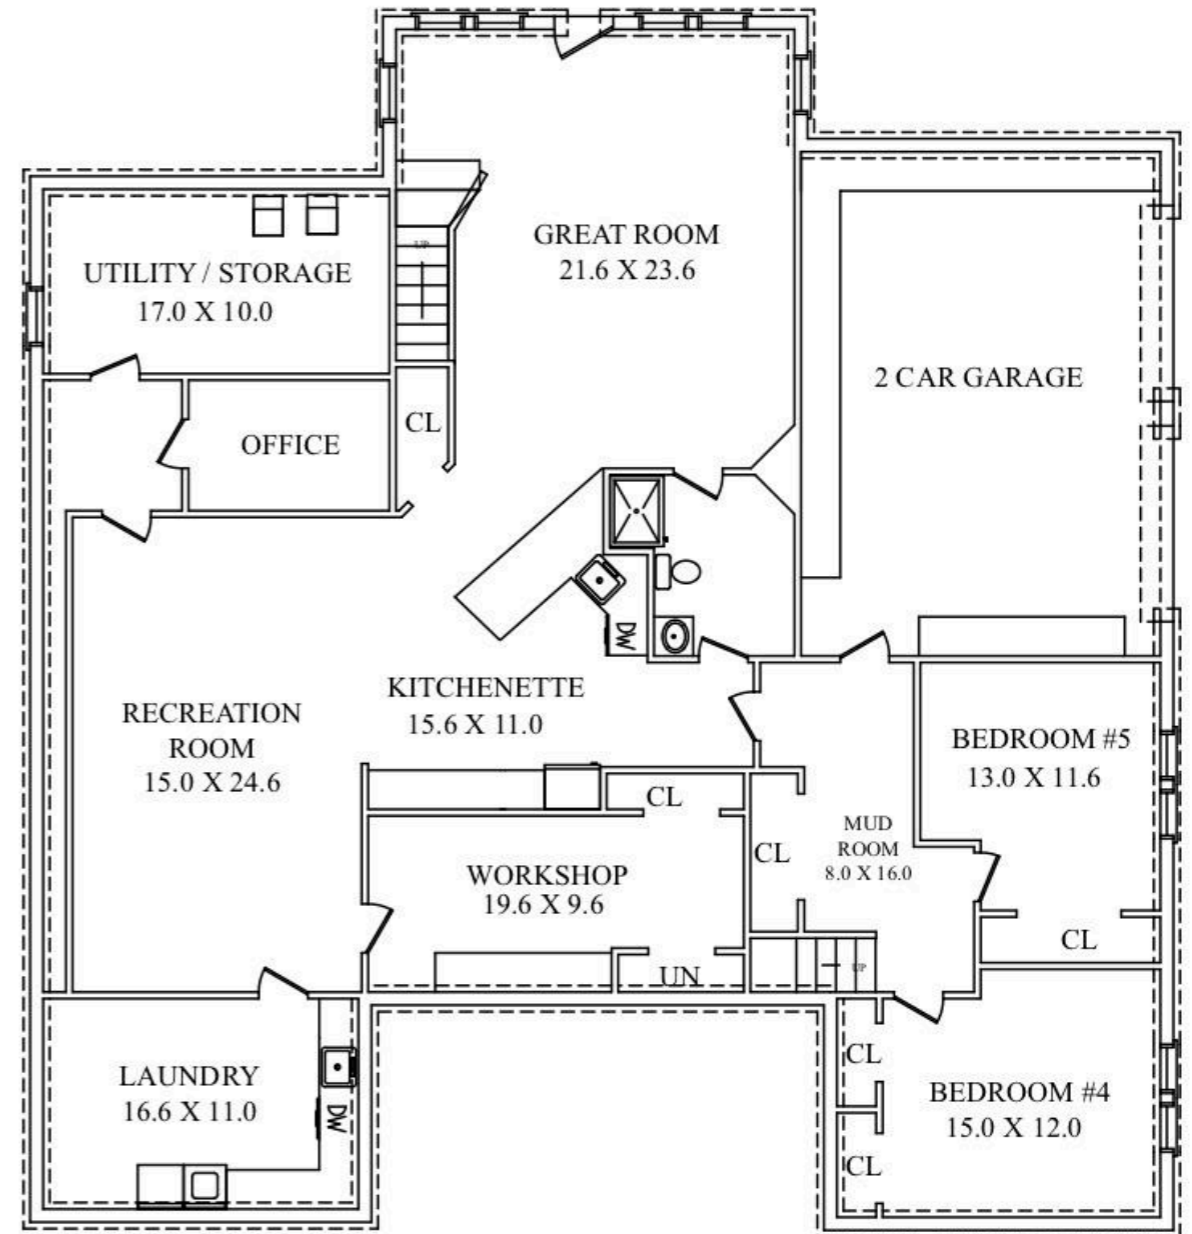 GREAT ROOM
21.6 X 23.6
UP
UTILITY / STORAGE
17.0 X 10.0
2 CAR GARAGE
CL
OFFICE
DW
KITCHENETTE
15.6 X 11.0
RECREATION
ROOM
15.0 X 24.6
BEDROOM #5
13.0 X 11.6
CL
MUD
ROOM
8.0 X 16.0
CL
WORKSHOP
19.6 X 9.6
CL
UN
UP
CL
LAUNDRY
16.6 X 11.0
DW
BEDROOM #4
15.0 X 12.0
CL